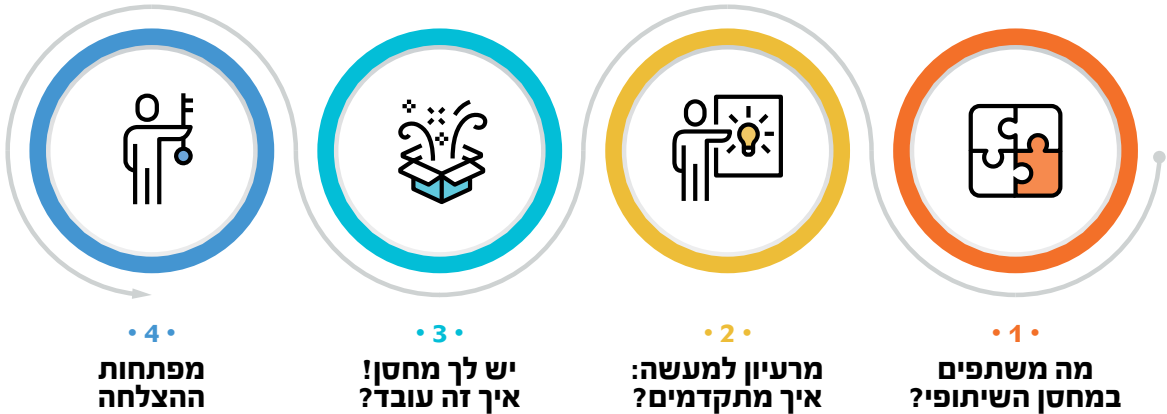 • 1 •
מה משתפים
במחסן השיתופי?
• 2 •
מרעיון למעשה:
איך מתקדמים?
• 3 •
יש לך מחסן!
איך זה עובד?
• 4 •
מפתחות
ההצלחה